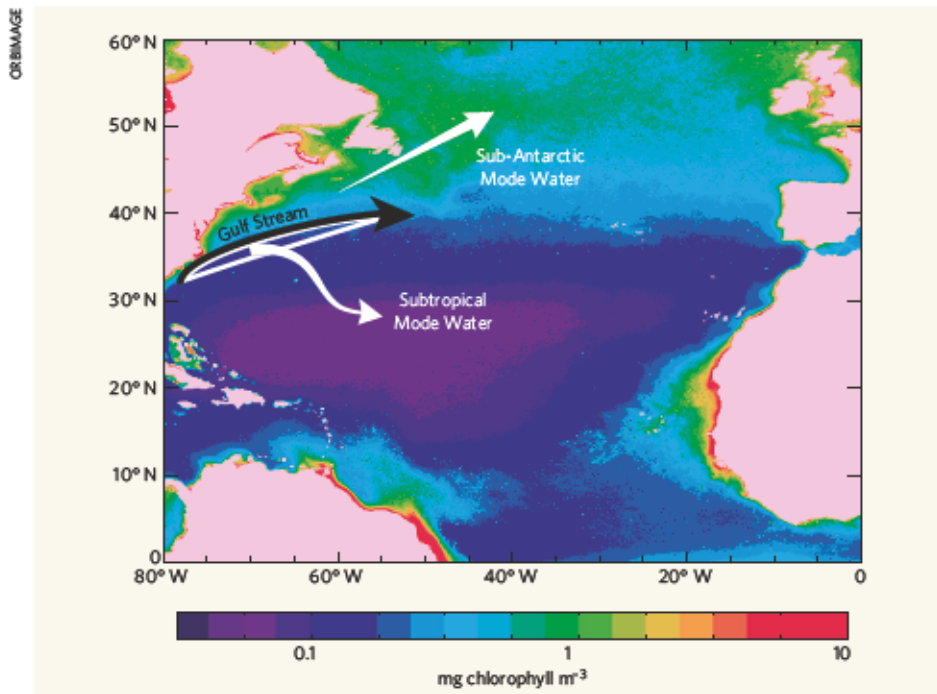 ORBIMAGE
60° N
50° N
40° N
30° N
20° N
10° N
0
Sub-Antarctic
Mode Water
Gulf Stream
Subtropical
Mode Water
80° W
60° W
40° W
20° W
0
0.1
1
10
mg chlorophyll m⁻³